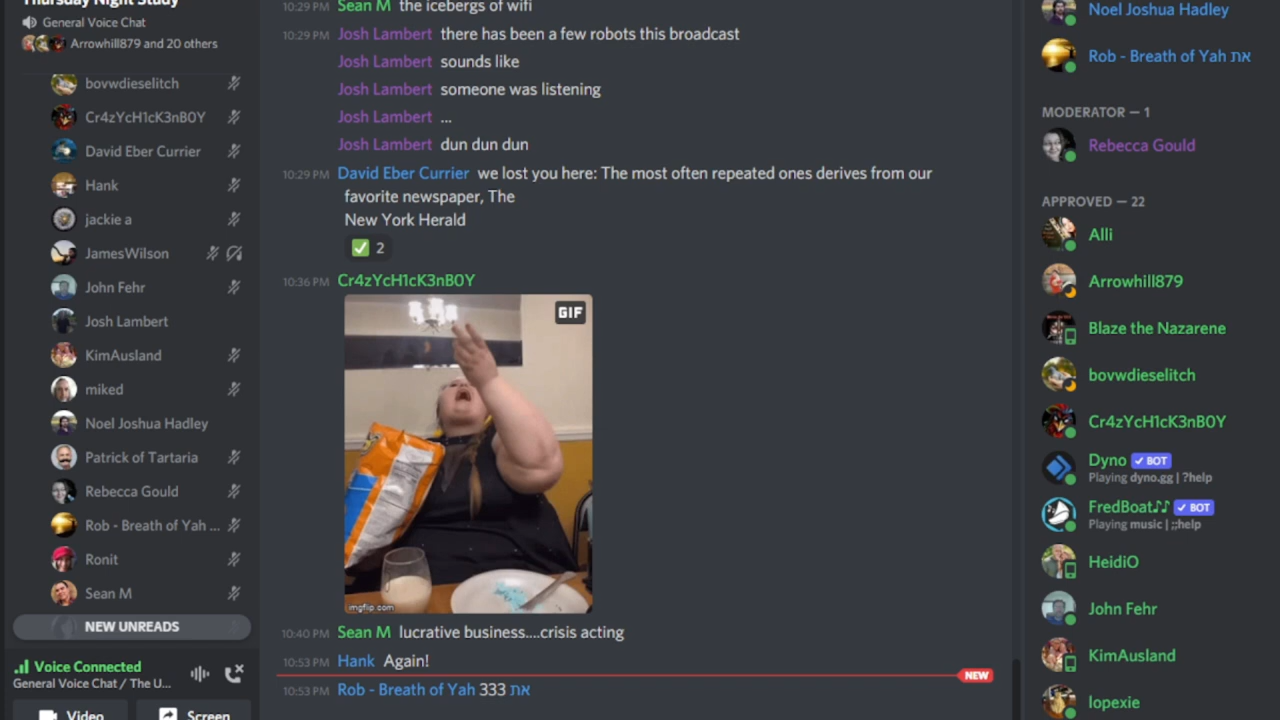 Thursday Night Study
General Voice Chat
Arrowhill879 and 20 others
bovwdieselitch
Cr4zYcH1cK3nB0Y
David Eber Currier
Hank
jackie a
JamesWilson
John Fehr
Josh Lambert
KimAusland
miked
Noel Joshua Hadley
Patrick of Tartaria
Rebecca Gould
Rob - Breath of Yah ...
Ronit
Sean M
NEW UNREADS
Voice Connected
General Voice Chat / The U...
Video
Screen
10:29 PM Sean M the icebergs of wifi
10:29 PM Josh Lambert there has been a few robots this broadcast
Josh Lambert sounds like
Josh Lambert someone was listening
Josh Lambert ...
Josh Lambert dun dun dun
10:29 PM David Eber Currier we lost you here: The most often repeated ones derives from our
favorite newspaper, The
New York Herald
2
10:36 PM Cr4zYcH1cK3nB0Y
GIF
imgflip.com
10:40 PM Sean M lucrative business....crisis acting
10:53 PM Hank Again!
NEW
10:53 PM Rob - Breath of Yah 333 את
Noel Joshua Hadley
Rob - Breath of Yah את
MODERATOR — 1
Rebecca Gould
APPROVED — 22
Alli
Arrowhill879
Blaze the Nazarene
bovwdieselitch
Cr4zYcH1cK3nB0Y
Dyno BOT
Playing dyno.gg | ?help
FredBoat♪♪ BOT
Playing music | ;;help
HeidiO
John Fehr
KimAusland
lopexie